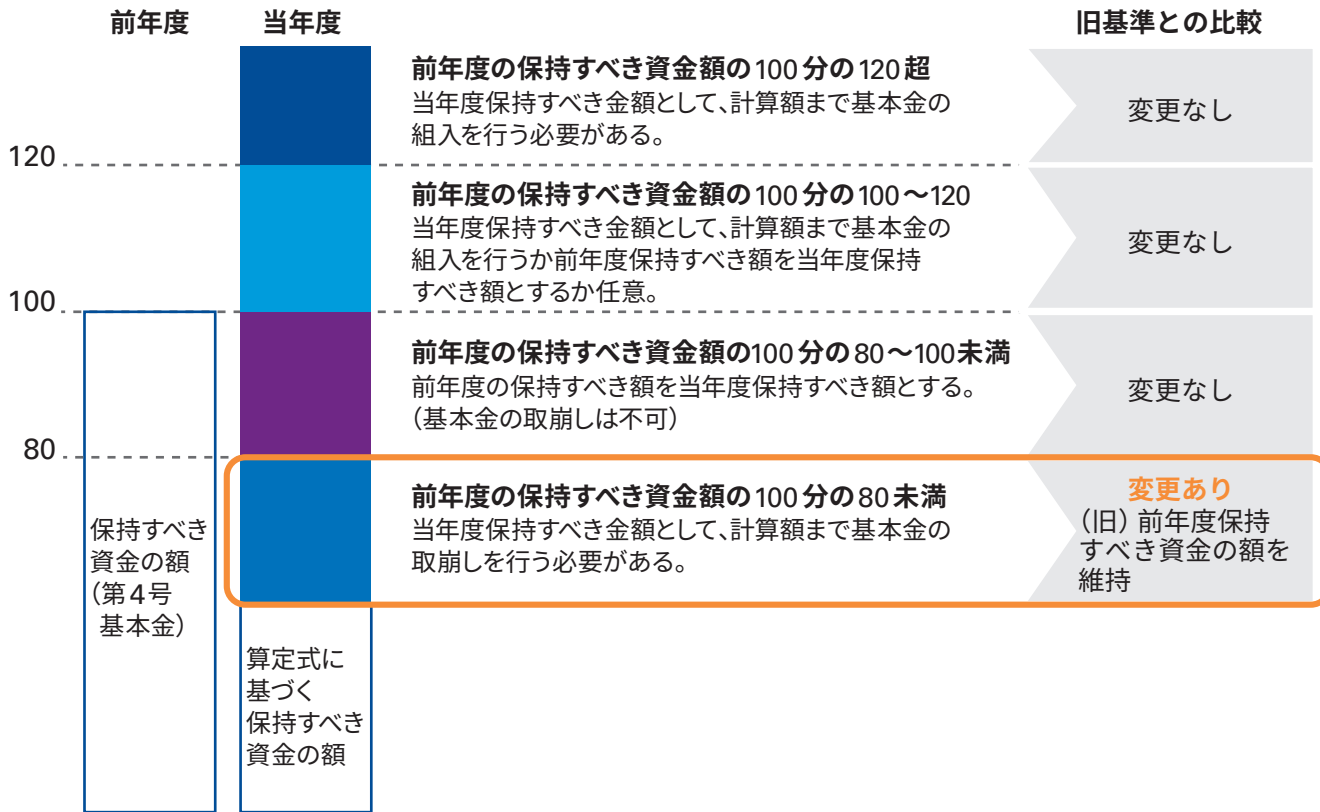 前年度
当年度
旧基準との比較
前年度の保持すべき資金額の100分の120超
当年度保持すべき金額として、計算額まで基本金の
組入を行う必要がある。
変更なし
120
前年度の保持すべき資金額の100分の100～120
当年度保持すべき金額として、計算額まで基本金の
組入を行うか前年度保持すべき額を当年度保持
すべき額とするか任意。
変更なし
100
前年度の保持すべき資金額の100分の80～100未満
前年度の保持すべき額を当年度保持すべき額とする。
（基本金の取崩しは不可）
変更なし
80
前年度の保持すべき資金額の100分の80未満
当年度保持すべき金額として、計算額まで基本金の
取崩しを行う必要がある。
変更あり
（旧）前年度保持
すべき資金の額を
維持
保持すべき
資金の額
（第4号
基本金）
算定式に
基づく
保持すべき
資金の額